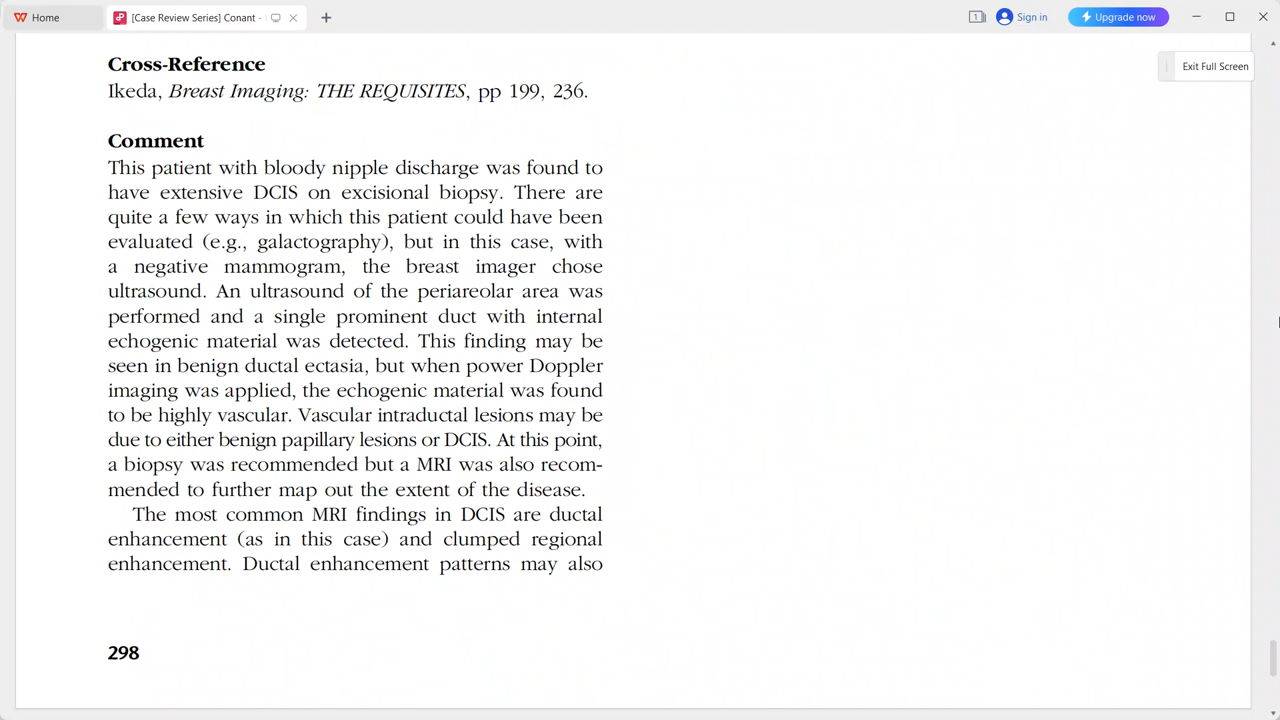 Home
[Case Review Series] Conant -
1
Sign in
Upgrade now
Exit Full Screen
Cross-Reference
Ikeda, Breast Imaging: THE REQUISITES, pp 199, 236.
Comment
This patient with bloody nipple discharge was found to
have extensive DCIS on excisional biopsy. There are
quite a few ways in which this patient could have been
evaluated (e.g., galactography), but in this case, with
a negative mammogram, the breast imager chose
ultrasound. An ultrasound of the periareolar area was
performed and a single prominent duct with internal
echogenic material was detected. This finding may be
seen in benign ductal ectasia, but when power Doppler
imaging was applied, the echogenic material was found
to be highly vascular. Vascular intraductal lesions may be
due to either benign papillary lesions or DCIS. At this point,
a biopsy was recommended but a MRI was also recom-
mended to further map out the extent of the disease.
The most common MRI findings in DCIS are ductal
enhancement (as in this case) and clumped regional
enhancement. Ductal enhancement patterns may also
298